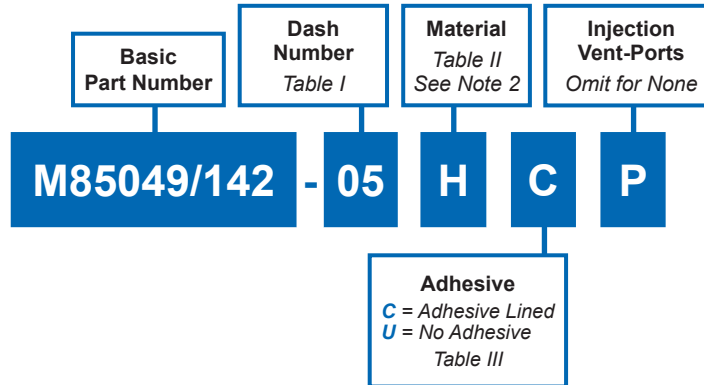 Basic
Part Number
Dash
Number
Table I
Material
Table II
See Note 2
Injection
Vent-Ports
Omit for None
M85049/142 - 05 H C P
Adhesive
C = Adhesive Lined
U = No Adhesive
Table III